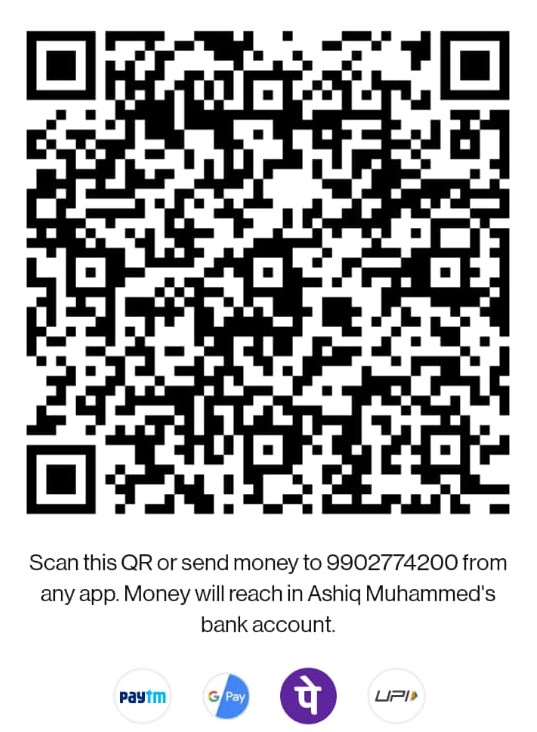 Scan this QR or send money to 9902774200 from
any app. Money will reach in Ashiq Muhammed's
bank account.
paytm G Pay पे UPI